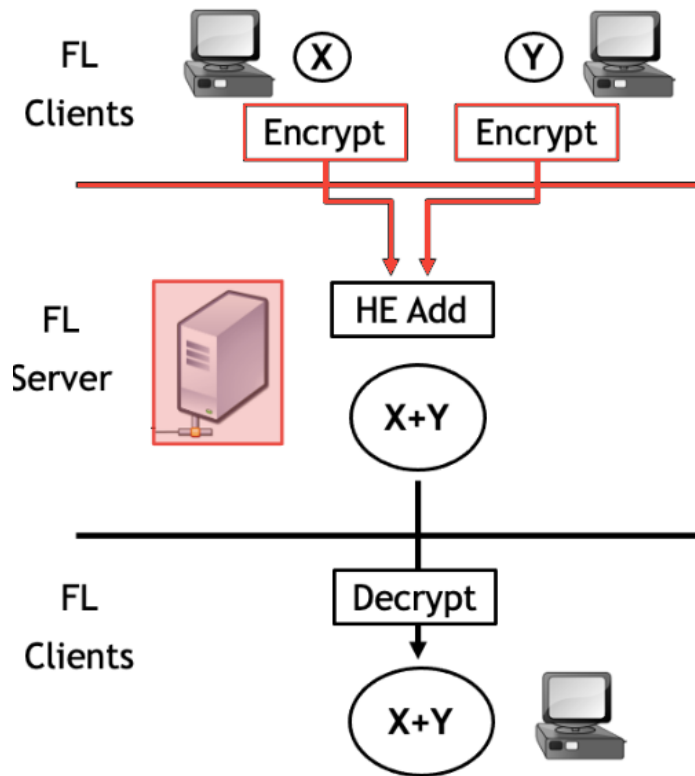 FL
Clients
X
Y
Encrypt
Encrypt
FL
Server
HE Add
X+Y
FL
Clients
Decrypt
X+Y